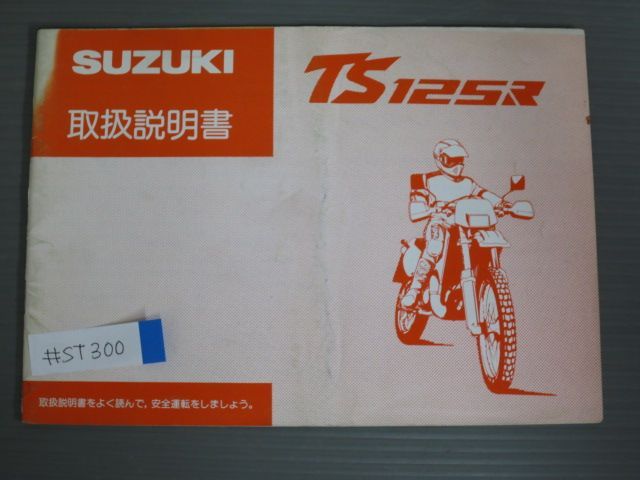 SUZUKI
取扱説明書
TS125R
#ST300
取扱説明書をよく読んで,安全運転をしましょう。